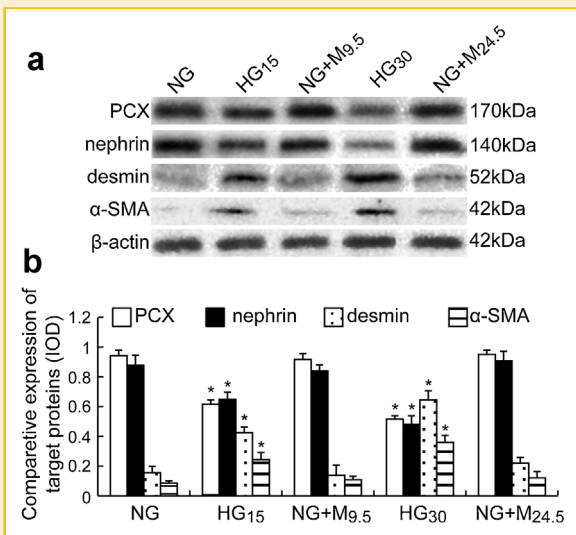 a
NG HG15 NG+M9.5 HG30 NG+M24.5
PCX 170kDa
nephrin 140kDa
desmin 52kDa
α-SMA 42kDa
β-actin 42kDa
b
Comparetive expression of
target proteins (IOD)
PCX nephrin desmin α-SMA
1.2
1
0.8
0.6
0.4
0.2
0
* * * *
* * * *
NG HG15 NG+M9.5 HG30 NG+M24.5